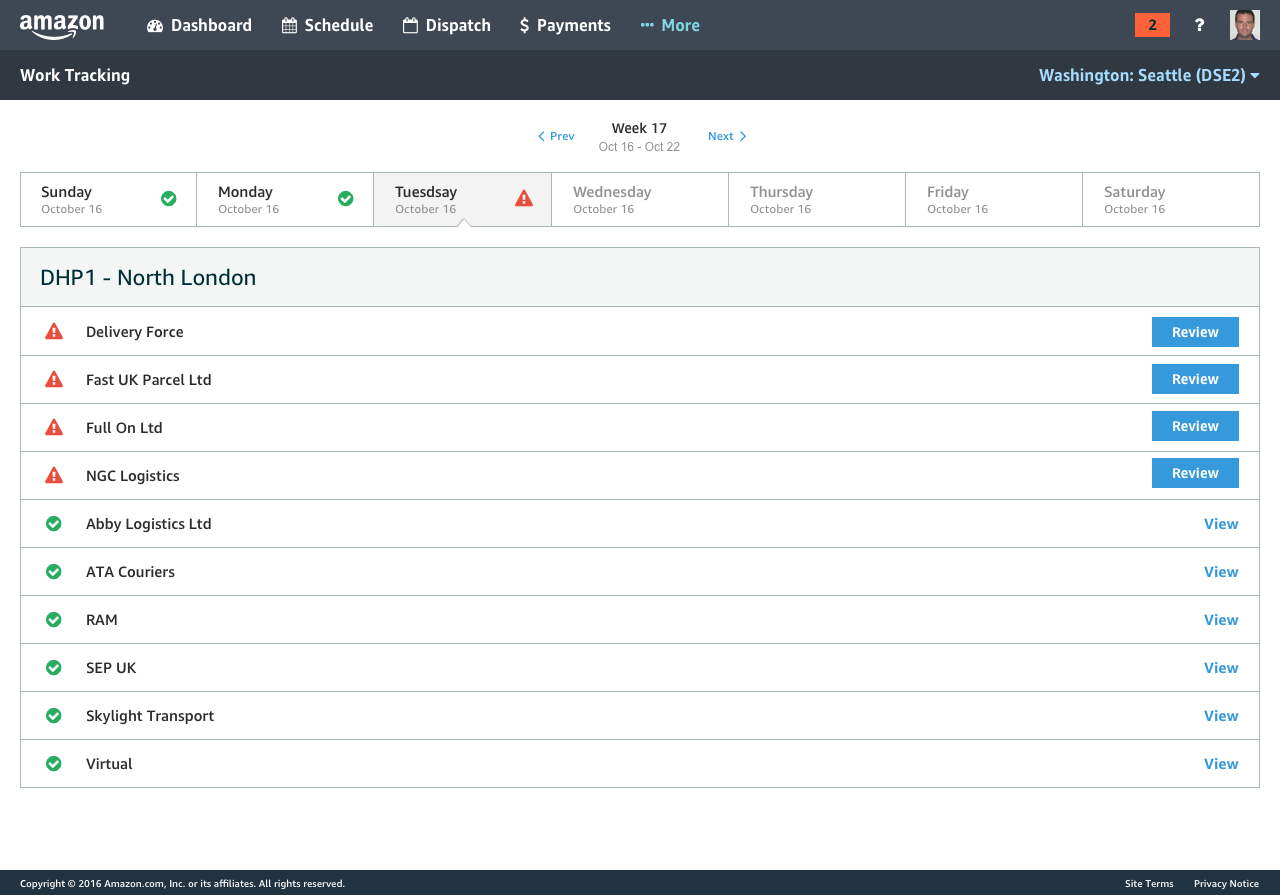 amazon Dashboard Schedule Dispatch $ Payments ··· More 2 ?
Work Tracking Washington: Seattle (DSE2)
Prev Week 17 Next
Oct 16 - Oct 22
Sunday Monday Tuesdsay Wednesday Thursday Friday Saturday
October 16 October 16 October 16 October 16 October 16 October 16 October 16
DHP1 - North London
Delivery Force Review
Fast UK Parcel Ltd Review
Full On Ltd Review
NGC Logistics Review
Abby Logistics Ltd View
ATA Couriers View
RAM View
SEP UK View
Skylight Transport View
Virtual View
Copyright © 2016 Amazon.com, Inc. or its affiliates. All rights reserved. Site Terms Privacy Notice